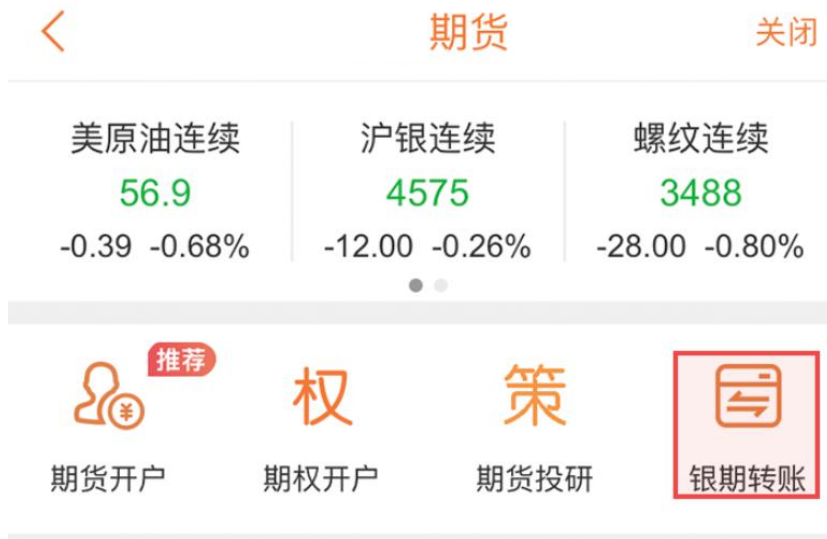 期货 关闭
美原油连续 沪银连续 螺纹连续
56.9 4575 3488
-0.39 -0.68% -12.00 -0.26% -28.00 -0.80%
推荐
¥ 权 策
期货开户 期权开户 期货投研 银期转账